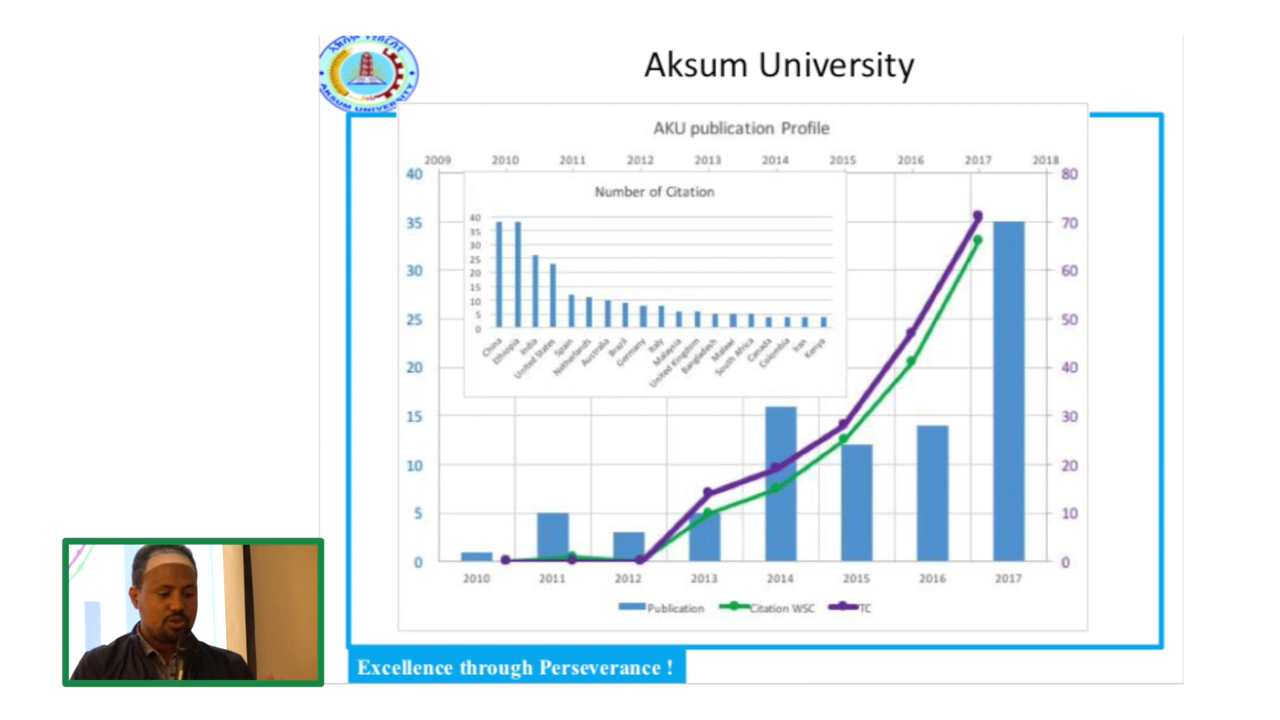 Aksum University
AKSUM UNIVERSITY
AKU publication Profile
2009 2010 2011 2012 2013 2014 2015 2016 2017 2018
40 80
Number of Citation
40
35
30
25
20
15
10
5
0
China Ethiopia India United States Spain Netherlands Australia Brazil Germany Italy Malaysia United Kingdom Bangladesh Malawi South Africa Canada Colombia Iran Kenya
35 70
30 60
25 50
20 40
15 30
10 20
5 10
0 0
2010 2011 2012 2013 2014 2015 2016 2017
Publication Citation WSC TC
Excellence through Perseverance !